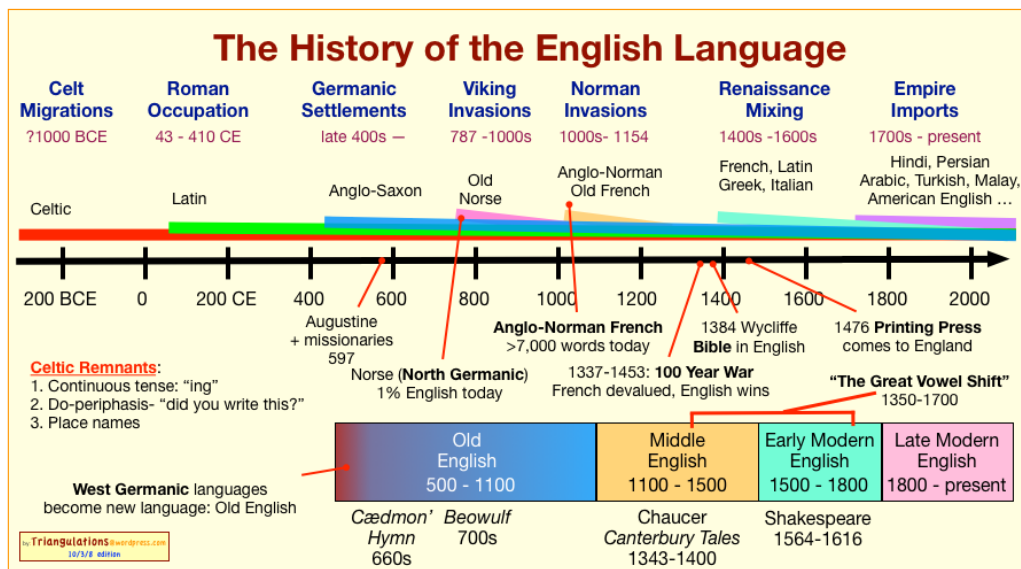 The History of the English Language
Celt
Migrations
?1000 BCE
Roman
Occupation
43 - 410 CE
Germanic
Settlements
late 400s —
Viking
Invasions
787 -1000s
Norman
Invasions
1000s- 1154
Renaissance
Mixing
1400s -1600s
Empire
Imports
1700s - present
Celtic
Latin
Anglo-Saxon
Old
Norse
Anglo-Norman
Old French
French, Latin
Greek, Italian
Hindi, Persian
Arabic, Turkish, Malay,
American English ...
200 BCE
0
200 CE
400
600
800
1000
1200
1400
1600
1800
2000
Augustine
+ missionaries
597
Norse (North Germanic)
1% English today
Anglo-Norman French
>7,000 words today
1337-1453: 100 Year War
French devalued, English wins
1384 Wycliffe
Bible in English
1476 Printing Press
comes to England
“The Great Vowel Shift”
1350-1700
Celtic Remnants:
1. Continuous tense: “ing”
2. Do-periphasis- “did you write this?”
3. Place names
West Germanic languages
become new language: Old English
Old
English
500 - 1100
Middle
English
1100 - 1500
Early Modern
English
1500 - 1800
Late Modern
English
1800 - present
Cædmon’
Hymn
660s
Beowulf
700s
Chaucer
Canterbury Tales
1343-1400
Shakespeare
1564-1616
by Triangulations@wordpress.com
10/3/8 edition